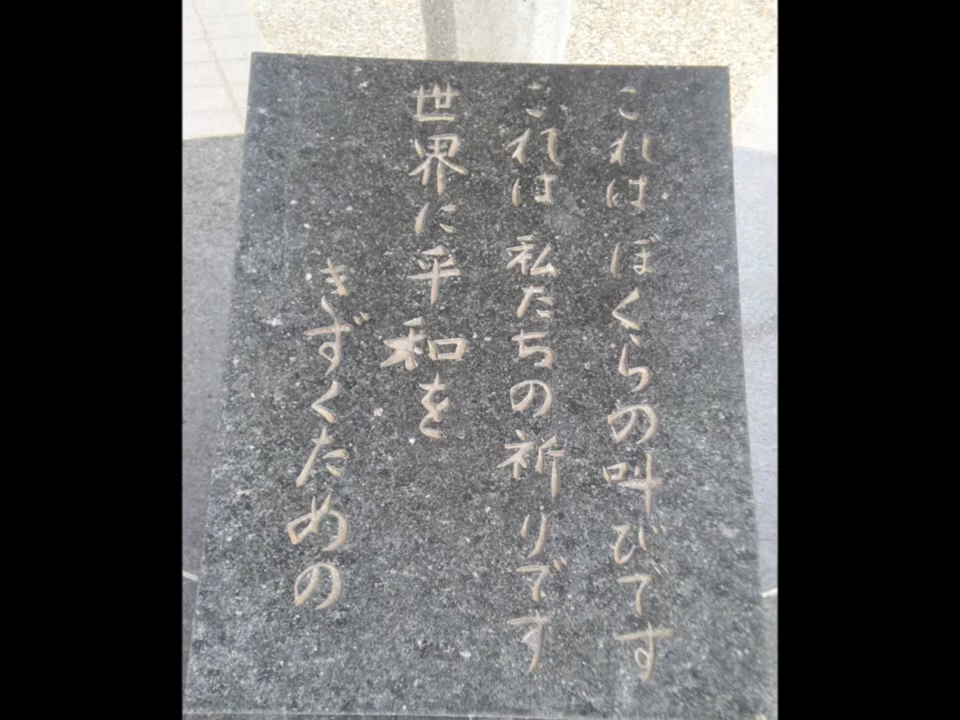 これは ぼくらの叫びです
これは 私たちの祈りです
世界に平和を
きずくための